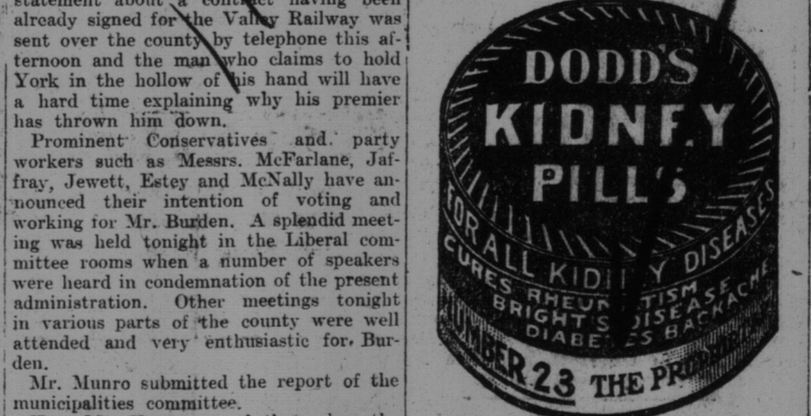 statement about a contract having been
already signed for the Valley Railway was
sent over the county by telephone this af-
ternoon and the man who claims to hold
York in the hollow of his hand will have
a hard time explaining why his premier
has thrown him down.
Prominent Conservatives and party
workers such as Messrs. McFarlane, Jaf-
fray, Jewett, Estey and McNally have an-
nounced their intention of voting and
working for Mr. Burden. A splendid meet-
ing was held tonight in the Liberal com-
mittee rooms when a number of speakers
were heard in condemnation of the present
administration. Other meetings tonight
in various parts of the county were well
attended and very enthusiastic for Bur-
den.
Mr. Munro submitted the report of the
municipalities committee.
DODD'S
KIDNEY
PILLS
FOR ALL KIDNEY DISEASES
CURES RHEUMATISM
BRIGHT'S DISEASE
DIABETES BACKACHE
NUMBER 23 THE